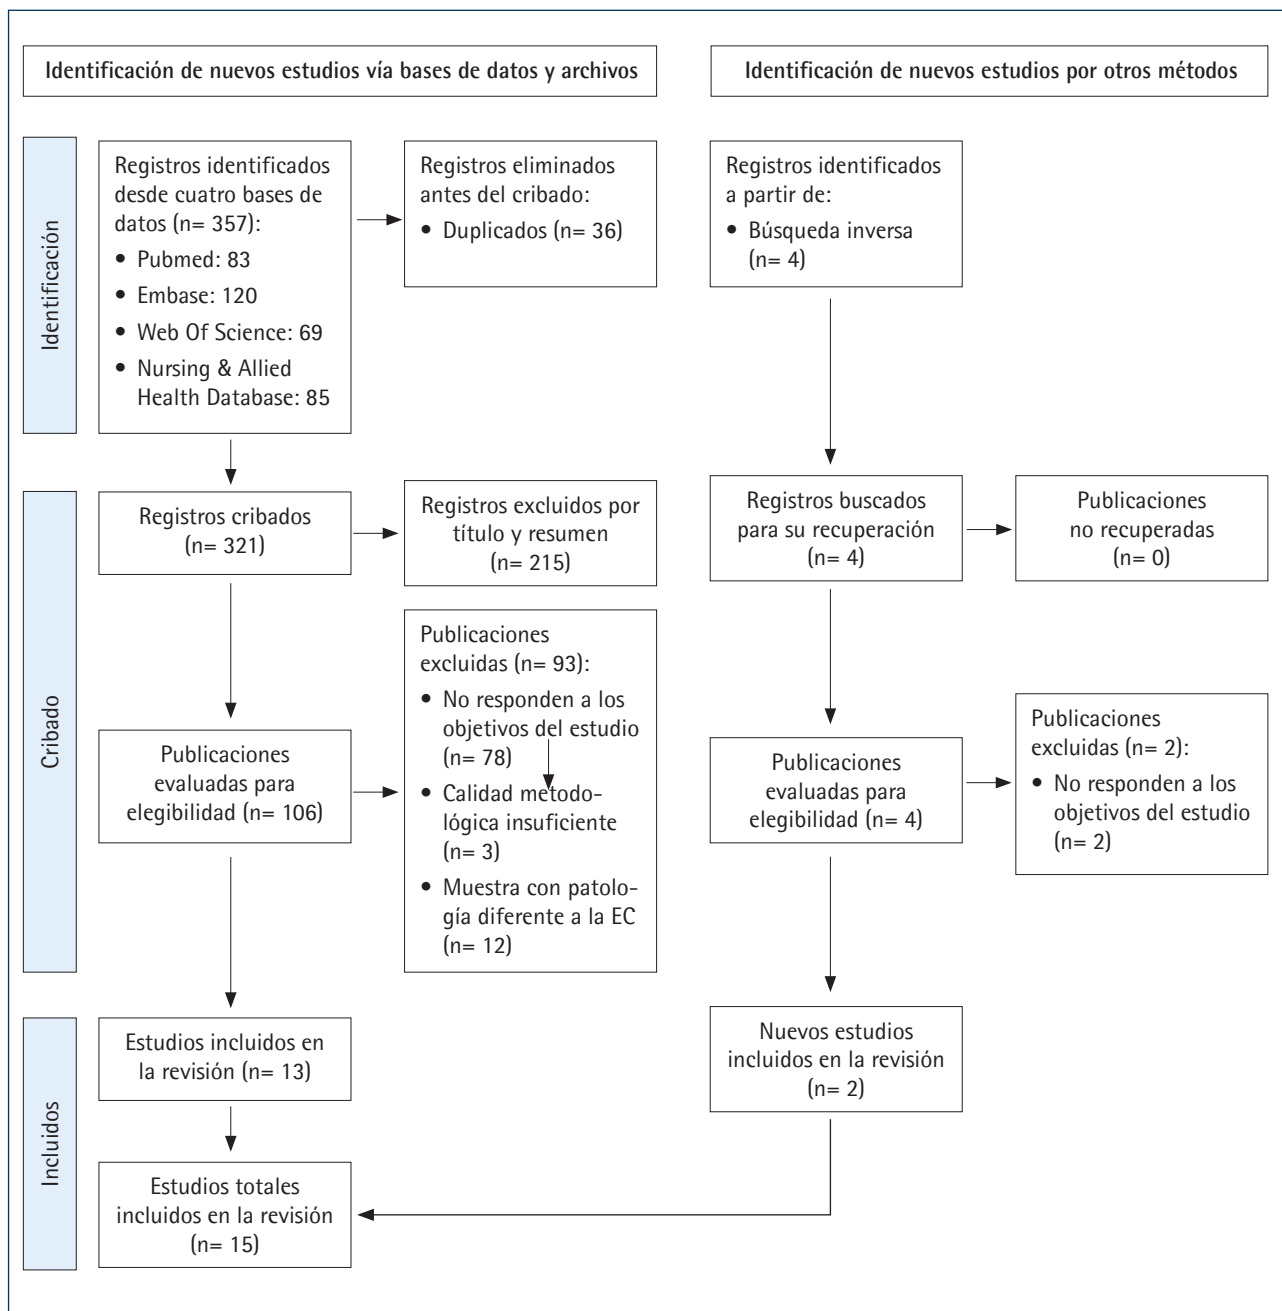 Identificación de nuevos estudios vía bases de datos y archivos
Identificación de nuevos estudios por otros métodos
Identificación
Registros identificados
desde cuatro bases de
datos (n= 357):
• Pubmed: 83
• Embase: 120
• Web Of Science: 69
• Nursing & Allied
Health Database: 85
Registros eliminados
antes del cribado:
• Duplicados (n= 36)
Registros identificados
a partir de:
• Búsqueda inversa
(n= 4)
Cribado
Registros cribados
(n= 321)
Registros excluidos por
título y resumen
(n= 215)
Registros buscados
para su recuperación
(n= 4)
Publicaciones
no recuperadas
(n= 0)
Publicaciones
evaluadas para
elegibilidad (n= 106)
Publicaciones
excluidas (n= 93):
• No responden a los
objetivos del estudio
(n= 78)
• Calidad metodo-
lógica insuficiente
(n= 3)
• Muestra con patolo-
gía diferente a la EC
(n= 12)
Publicaciones
evaluadas para
elegibilidad (n= 4)
Publicaciones
excluidas (n= 2):
• No responden a los
objetivos del estudio
(n= 2)
Incluidos
Estudios incluidos en
la revisión (n= 13)
Nuevos estudios
incluidos en la revisión
(n= 2)
Estudios totales
incluidos en la revisión
(n= 15)